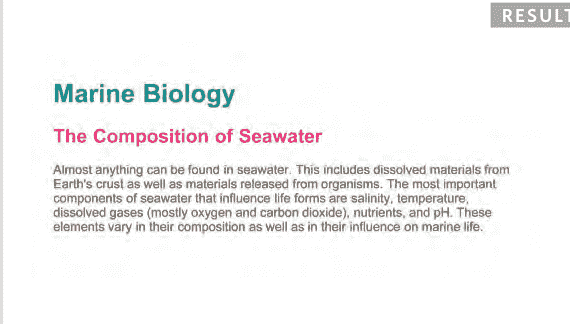 RESULT
Marine Biology
The Composition of Seawater
Almost anything can be found in seawater. This includes dissolved materials from
Earth's crust as well as materials released from organisms. The most important
components of seawater that influence life forms are salinity, temperature,
dissolved gases (mostly oxygen and carbon dioxide), nutrients, and pH. These
elements vary in their composition as well as in their influence on marine life.